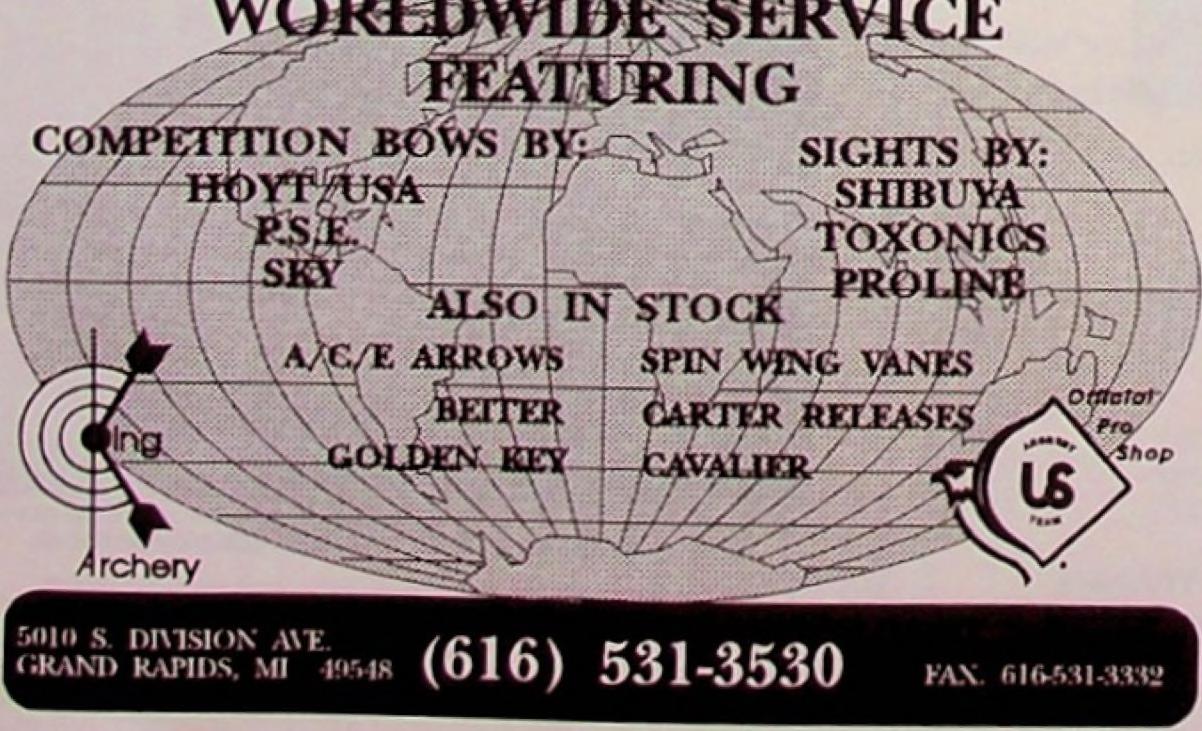 WORLDWIDE SERVICE
FEATURING
COMPETITION BOWS BY:
HOYT/USA
P.S.E.
SKY
SIGHTS BY:
SHIBUYA
TOXONICS
PROLINE
ALSO IN STOCK
A/C/E ARROWS
BEITER
GOLDEN KEY
SPIN WING VANES
CARTER RELEASES
CAVALIER
ing
Archery
Official
Pro
Shop
ARCHERY
US
TEAM
5010 S. DIVISION AVE.
GRAND RAPIDS, MI 49548
(616) 531-3530
FAX. 616-531-3332